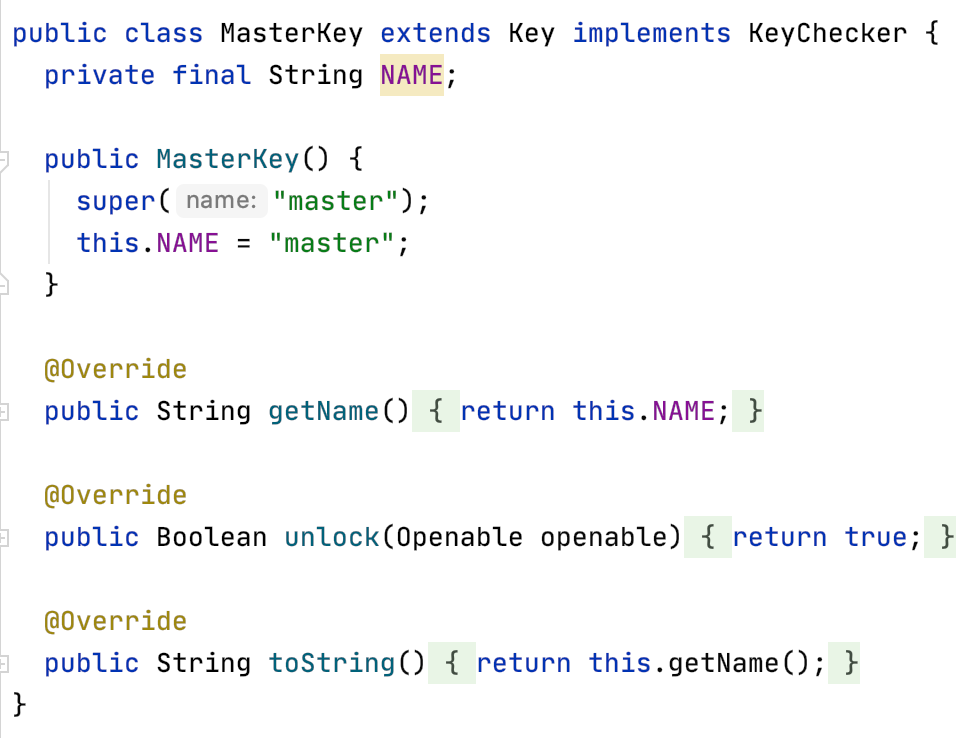 public class MasterKey extends Key implements KeyChecker {
private final String NAME;
public MasterKey() {
super( name: "master");
this.NAME = "master";
}
@Override
public String getName() { return this.NAME; }
@Override
public Boolean unlock(Openable openable) { return true; }
@Override
public String toString() { return this.getName(); }
}